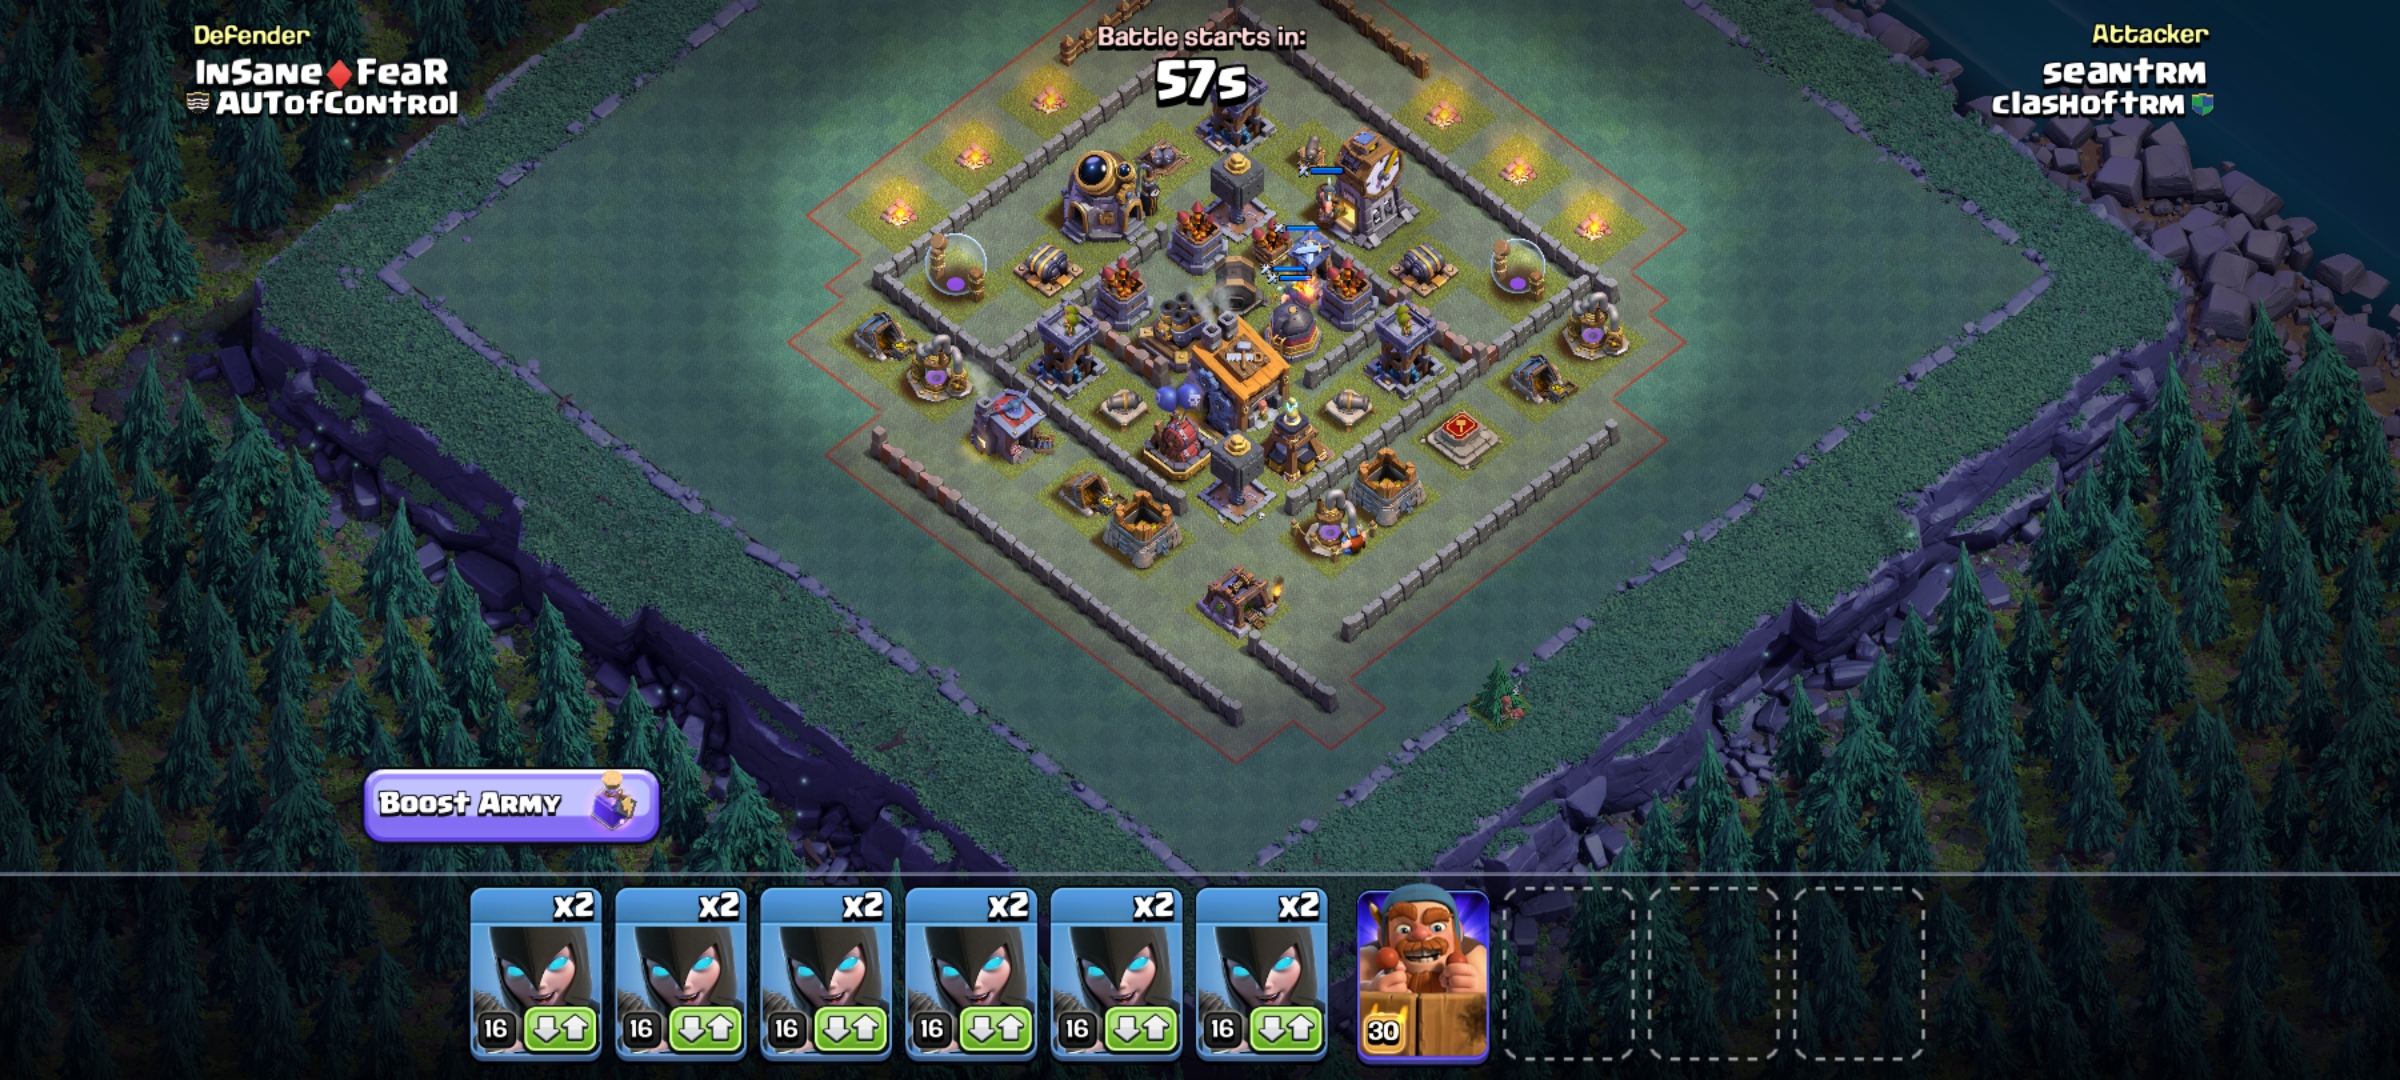 Defender
InSane♦FeaR
AUTofControl
Battle starts in:
57s
Attacker
seantRM
clashoftRM
Boost Army
x2
x2
x2
x2
x2
x2
16
16
16
16
16
16
30